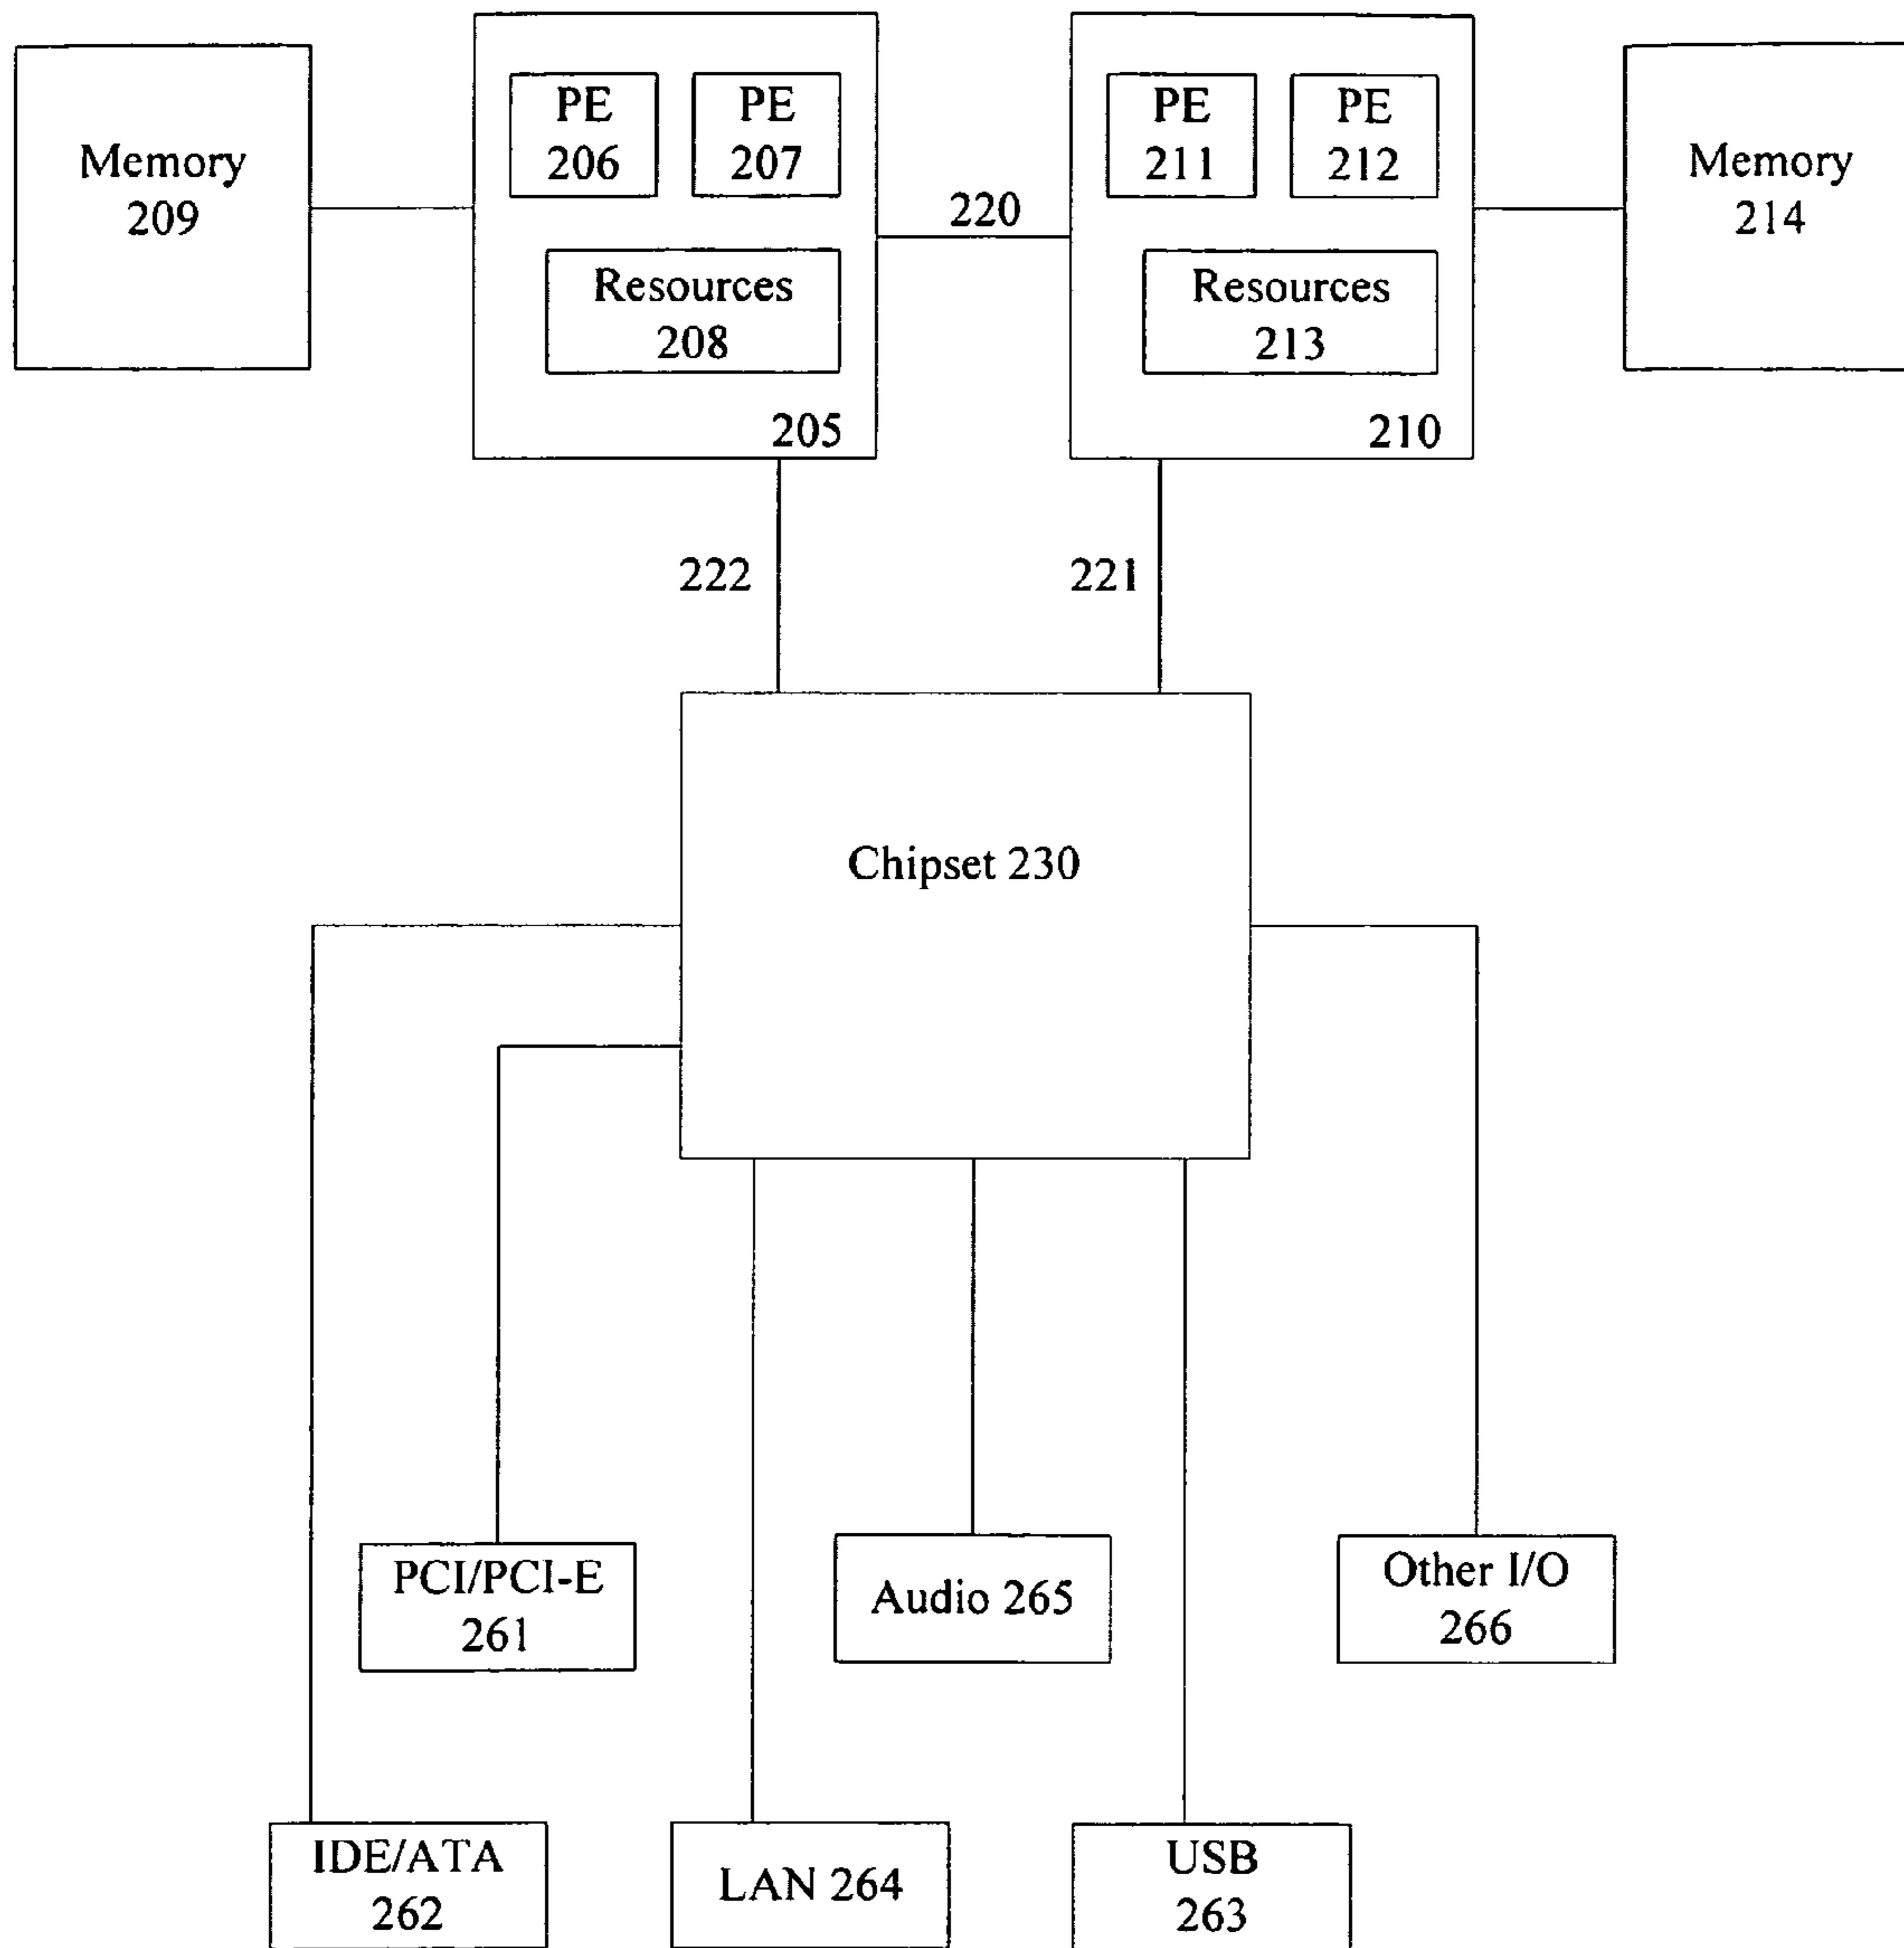 Memory
209
PE
206
PE
207
Resources
208
205
220
PE
211
PE
212
Resources
213
210
Memory
214
222
221
Chipset 230
PCI/PCI-E
261
Audio 265
Other I/O
266
IDE/ATA
262
LAN 264
USB
263